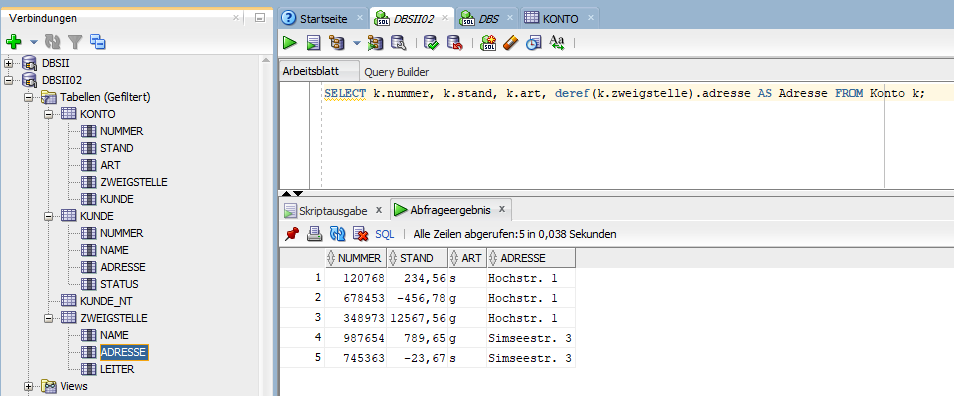 Verbindungen
DBSII
DBSII02
Tabellen (Gefiltert)
KONTO
NUMMER
STAND
ART
ZWEIGSTELLE
KUNDE
KUNDE
NUMMER
NAME
ADRESSE
STATUS
KUNDE_NT
ZWEIGSTELLE
NAME
ADRESSE
LEITER
Views
Startseite DBSII02 DBS KONTO
Arbeitsblatt Query Builder
SELECT k.nummer, k.stand, k.art, deref(k.zweigstelle).adresse AS Adresse FROM Konto k;
Skriptausgabe x Abfrageergebnis x
SQL | Alle Zeilen abgerufen:5 in 0,038 Sekunden
NUMMER STAND ART ADRESSE
1 120768 234,56 s Hochstr. 1
2 678453 -456,78 g Hochstr. 1
3 348973 12567,56 g Hochstr. 1
4 987654 789,65 g Simseestr. 3
5 745363 -23,67 s Simseestr. 3